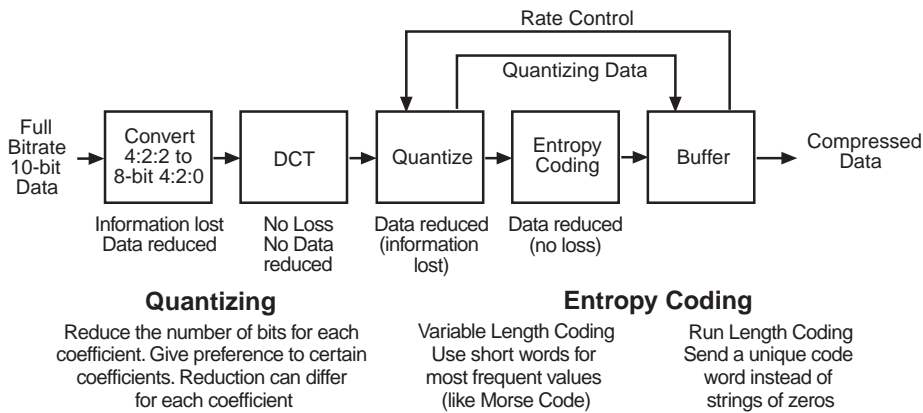 Rate Control
Quantizing Data
Full
Bitrate
10-bit
Data
Convert
4:2:2 to
8-bit 4:2:0
DCT
Quantize
Entropy
Coding
Buffer
Compressed
Data
Information lost
Data reduced
No Loss
No Data
reduced
Data reduced
(information
lost)
Data reduced
(no loss)
Quantizing
Reduce the number of bits for each
coefficient. Give preference to certain
coefficients. Reduction can differ
for each coefficient
Entropy Coding
Variable Length Coding
Use short words for
most frequent values
(like Morse Code)
Run Length Coding
Send a unique code
word instead of
strings of zeros